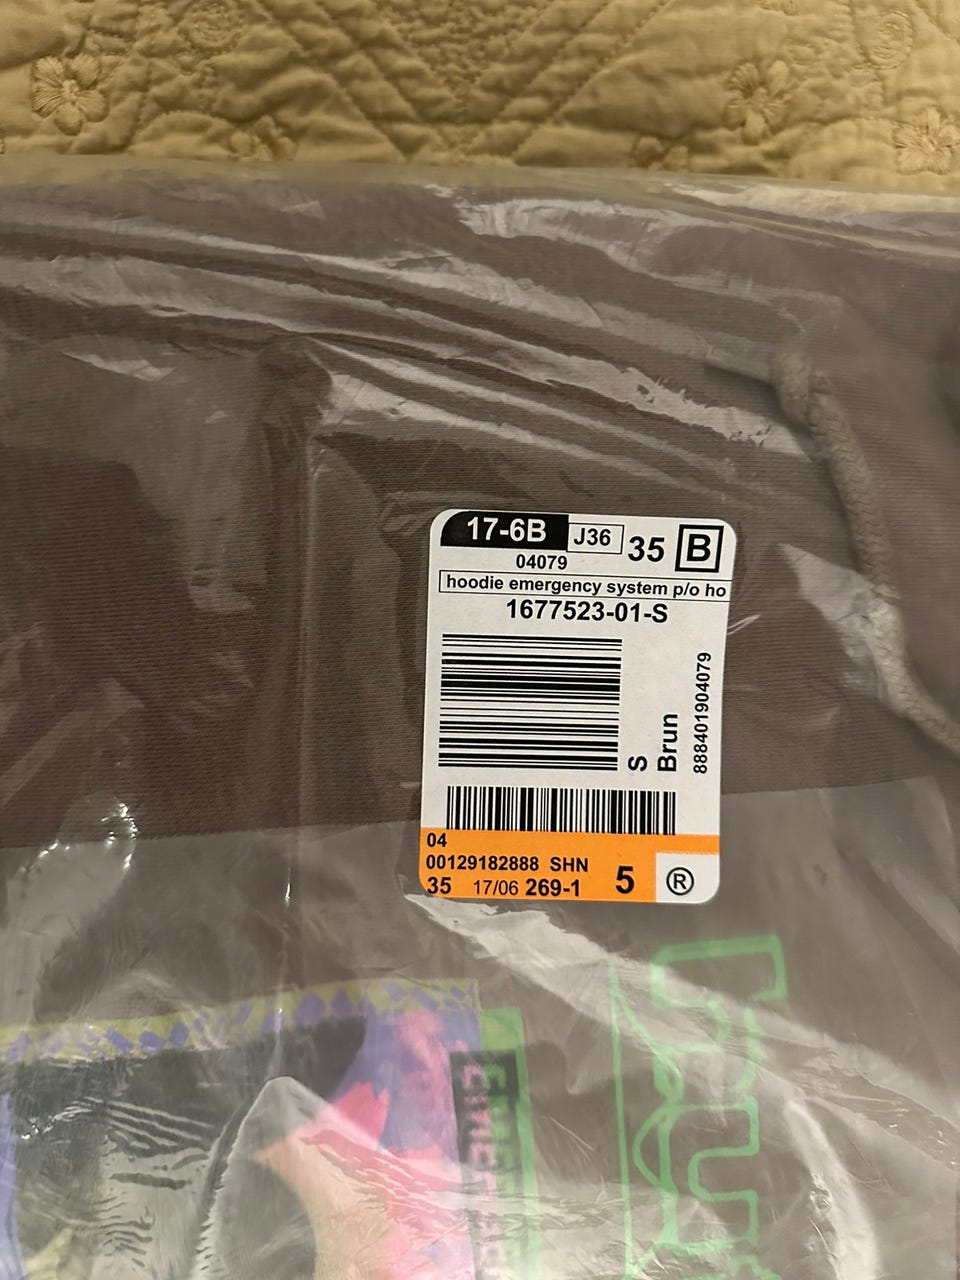 17-6B J36 35 B
04079
hoodie emergency system p/o ho
1677523-01-S
S
Brun
888401904079
04
00129182888 SHN
35 17/06 269-1 5 ®